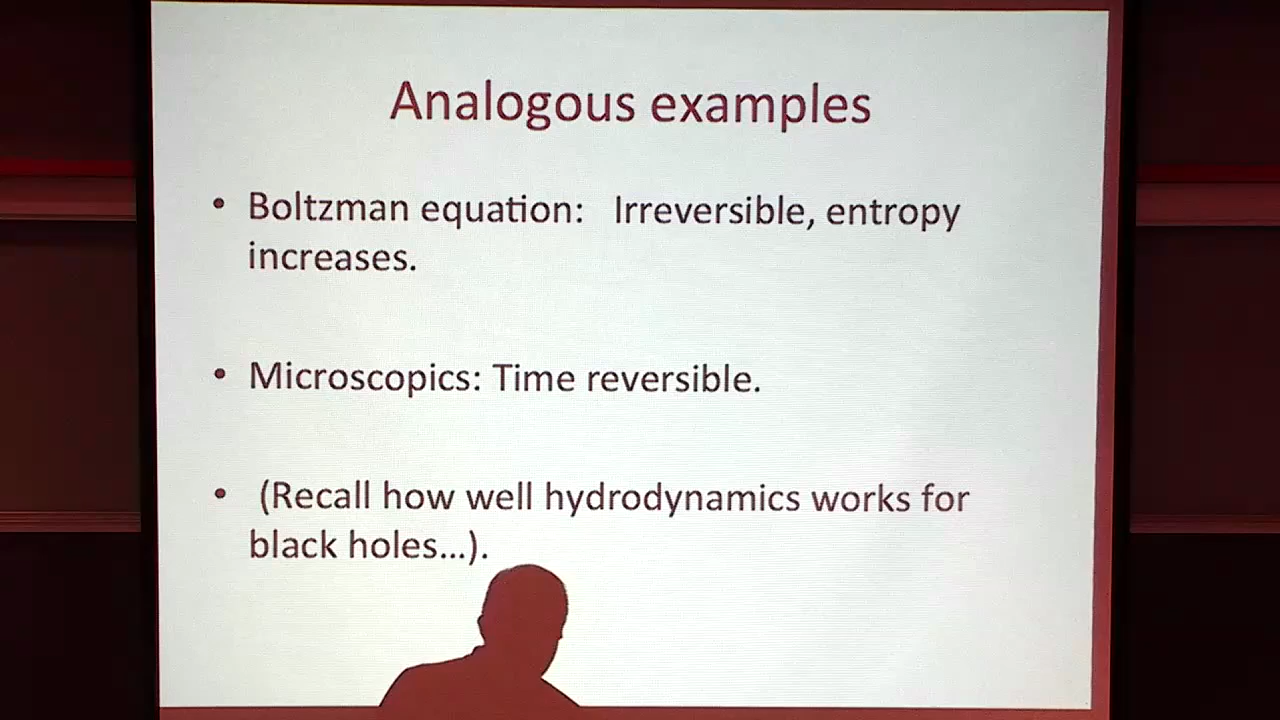 Analogous examples
• Boltzman equation: Irreversible, entropy
increases.
• Microscopics: Time reversible.
• (Recall how well hydrodynamics works for
black holes...).